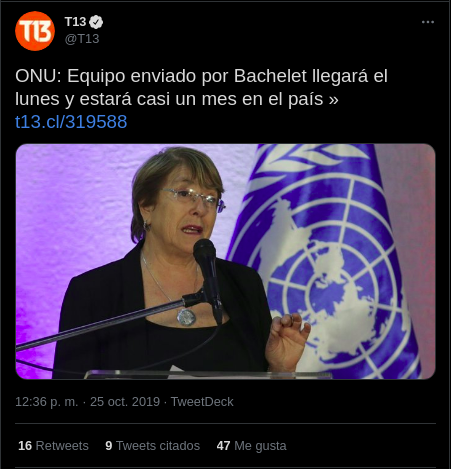 T13
T13
@T13
ONU: Equipo enviado por Bachelet llegará el
lunes y estará casi un mes en el país »
t13.cl/319588
12:36 p. m. · 25 oct. 2019 · TweetDeck
16 Retweets 9 Tweets citados 47 Me gusta